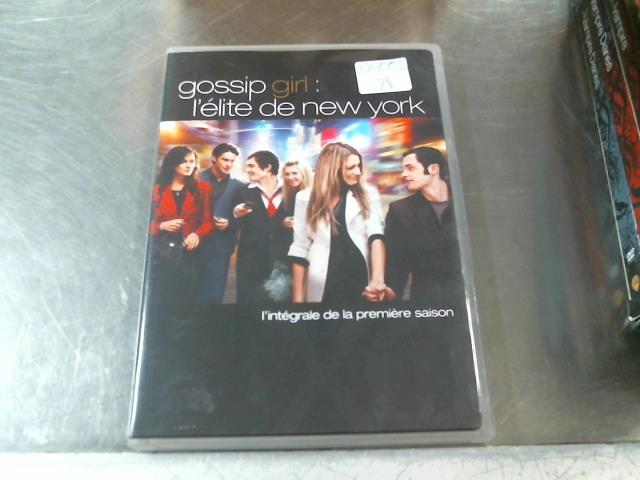 gossip girl :
l'élite de new york
l'intégrale de la première saison